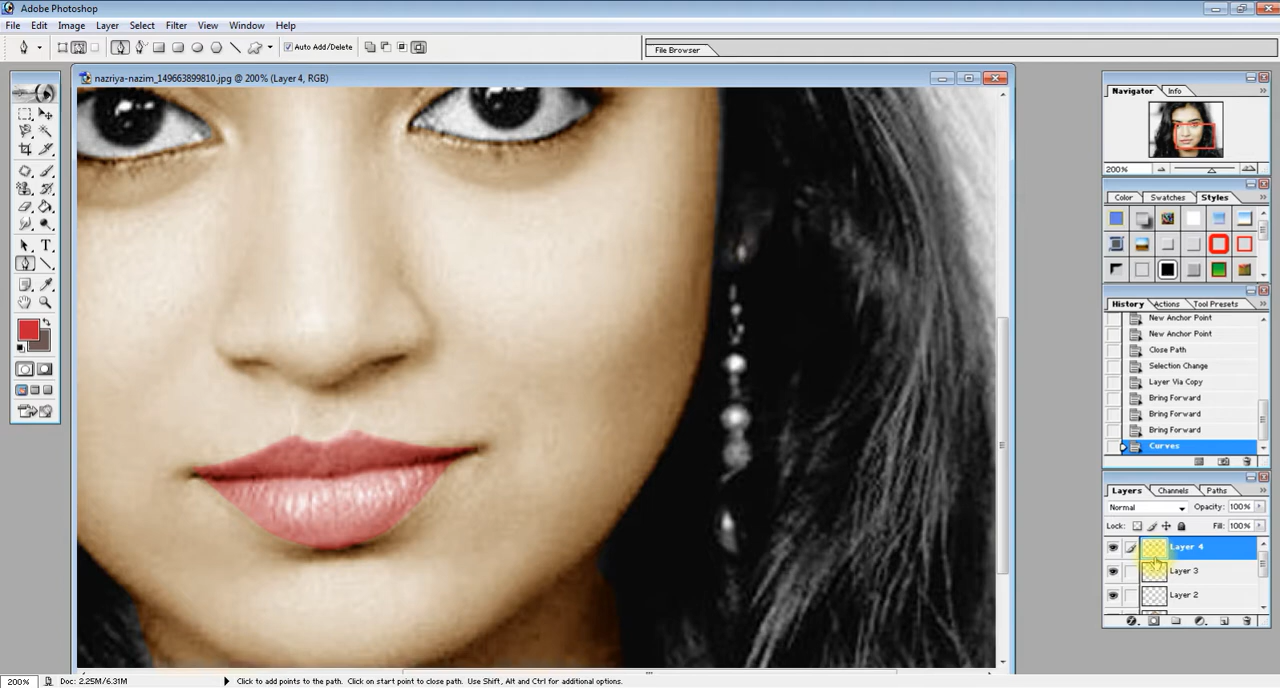 Adobe Photoshop
File Edit Image Layer Select Filter View Window Help
Auto Add/Delete
File Browser
nazriya-nazim_149663899810.jpg @ 200% (Layer 4, RGB)
Navigator Info
200%
Color Swatches Styles
History Actions Tool Presets
New Anchor Point
New Anchor Point
Close Path
Selection Change
Layer Via Copy
Bring Forward
Bring Forward
Bring Forward
Curves
Layers Channels Paths
Normal Opacity: 100%
Lock: Fill: 100%
Layer 4
Layer 3
Layer 2
200% Doc: 2.25M/6.31M Click to add points to the path. Click on start point to close path. Use Shift, Alt and Ctrl for additional options.